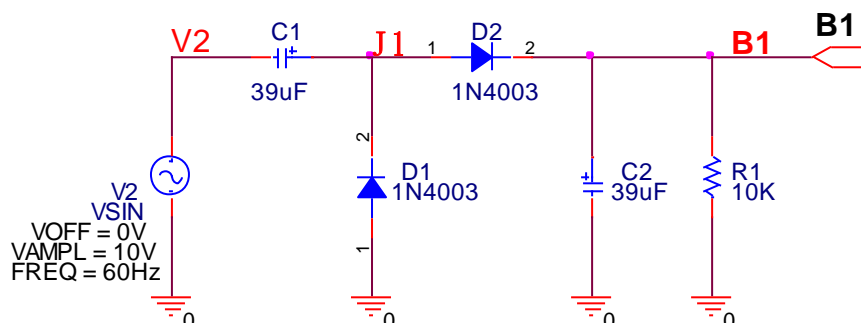 V2
C1
39uF
J1
1
D2
2
1N4003
B1
B1
2
D1
1N4003
1
C2
39uF
R1
10K
V2
VSIN
VOFF = 0V
VAMPL = 10V
FREQ = 60Hz
0
0
0
0